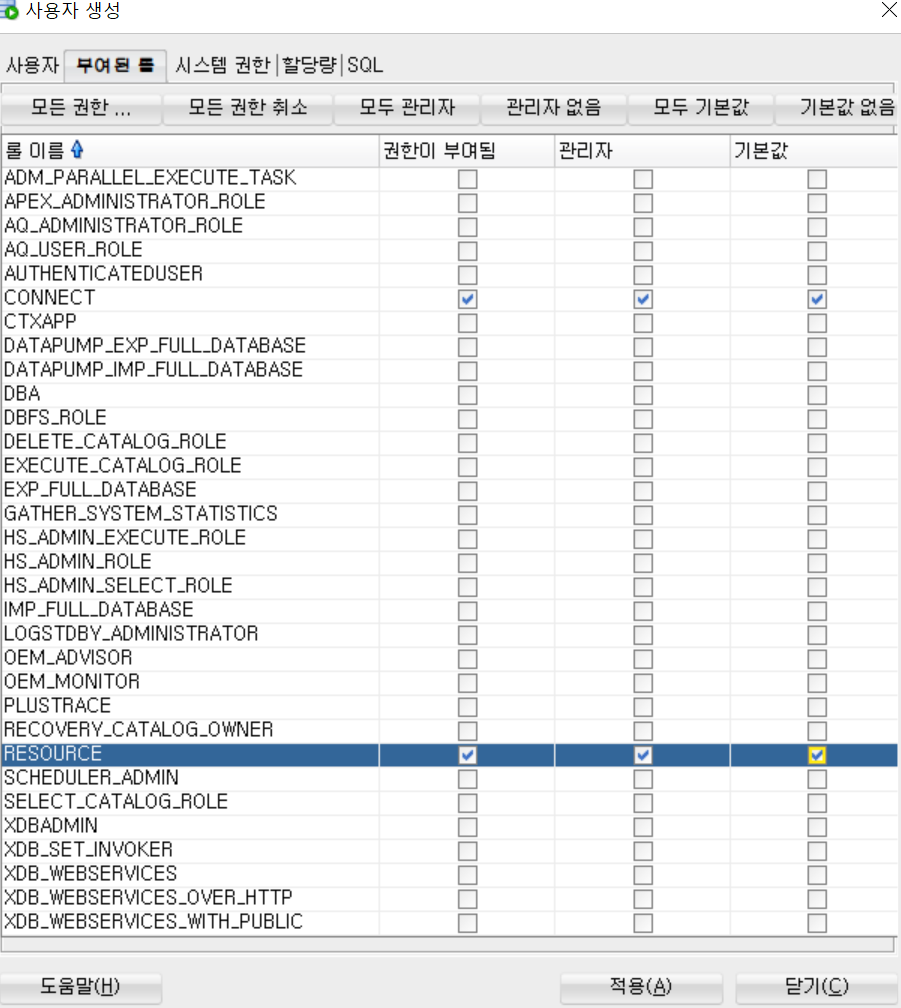 사용자 생성
사용자 부여된 롤 시스템 권한 할당량 SQL
모든 권한 ... 모든 권한 취소 모두 관리자 관리자 없음 모두 기본값 기본값 없음
롤 이름 권한이 부여됨 관리자 기본값
ADM_PARALLEL_EXECUTE_TASK
APEX_ADMINISTRATOR_ROLE
AQ_ADMINISTRATOR_ROLE
AQ_USER_ROLE
AUTHENTICATEDUSER
CONNECT
CTXAPP
DATAPUMP_EXP_FULL_DATABASE
DATAPUMP_IMP_FULL_DATABASE
DBA
DBFS_ROLE
DELETE_CATALOG_ROLE
EXECUTE_CATALOG_ROLE
EXP_FULL_DATABASE
GATHER_SYSTEM_STATISTICS
HS_ADMIN_EXECUTE_ROLE
HS_ADMIN_ROLE
HS_ADMIN_SELECT_ROLE
IMP_FULL_DATABASE
LOGSTDBY_ADMINISTRATOR
OEM_ADVISOR
OEM_MONITOR
PLUSTRACE
RECOVERY_CATALOG_OWNER
RESOURCE
SCHEDULER_ADMIN
SELECT_CATALOG_ROLE
XDBADMIN
XDB_SET_INVOKER
XDB_WEBSERVICES
XDB_WEBSERVICES_OVER_HTTP
XDB_WEBSERVICES_WITH_PUBLIC
도움말(H) 적용(A) 닫기(C)